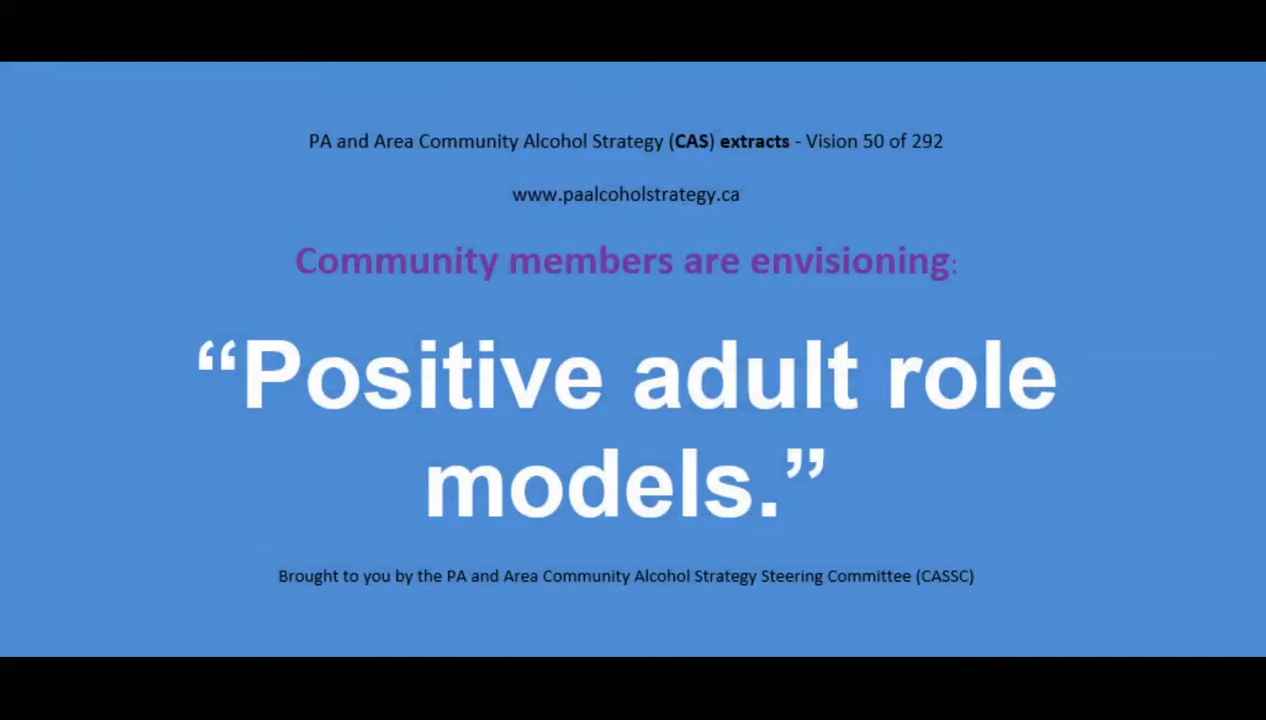 PA and Area Community Alcohol Strategy (CAS) extracts - Vision 50 of 292
www.paalcoholstrategy.ca
Community members are envisioning:
“Positive adult role
models.”
Brought to you by the PA and Area Community Alcohol Strategy Steering Committee (CASSC)